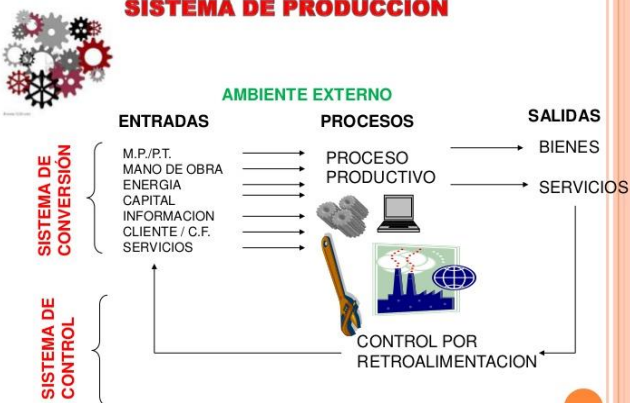 SISTEMA DE PRODUCCION
AMBIENTE EXTERNO
ENTRADAS
PROCESOS
SALIDAS
SISTEMA DE
CONVERSIÓN
M.P./P.T.
MANO DE OBRA
ENERGIA
CAPITAL
INFORMACION
CLIENTE / C.F.
SERVICIOS
PROCESO
PRODUCTIVO
BIENES
SERVICIOS
SISTEMA DE
CONTROL
CONTROL POR
RETROALIMENTACION